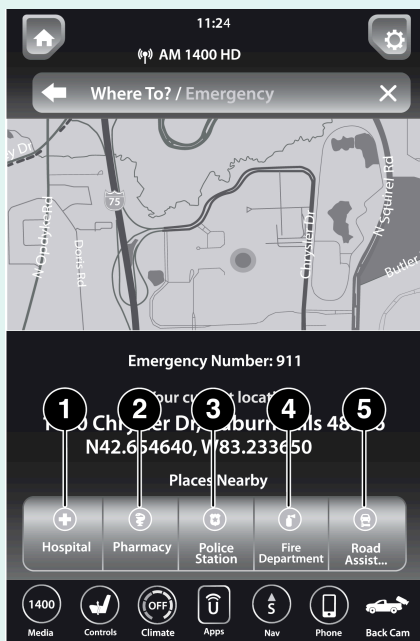 11:24
AM 1400 HD
Where To? / Emergency
y Dr
75
N Opdyke Rd
Doris Rd
Chrysler Dr
N Squirrel Rd
Butler
Emergency Number: 911
1 2 3 4 5
N42.654640, W83.233650
Places Nearby
Hospital
Pharmacy
Police Station
Fire Department
Road Assist...
1400
OFF
S
Media
Controls
Climate
Apps
Nav
Phone
Back Cam